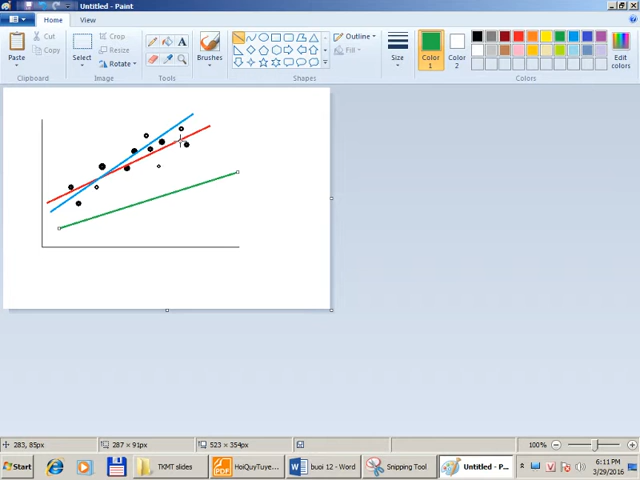 Untitled - Paint
Home View
Paste
Cut
Copy
Clipboard
Select
Crop
Resize
Rotate
Image
A
Tools
Brushes
Outline
Fill
Shapes
Size
Color 1
Color 2
Edit colors
Colors
283, 85px
287 × 91px
523 × 354px
100%
Start
TKMT slides
HoiQuyTuye...
buoi 12 - Word
Snipping Tool
Untitled - P...
6:11 PM
3/29/2016